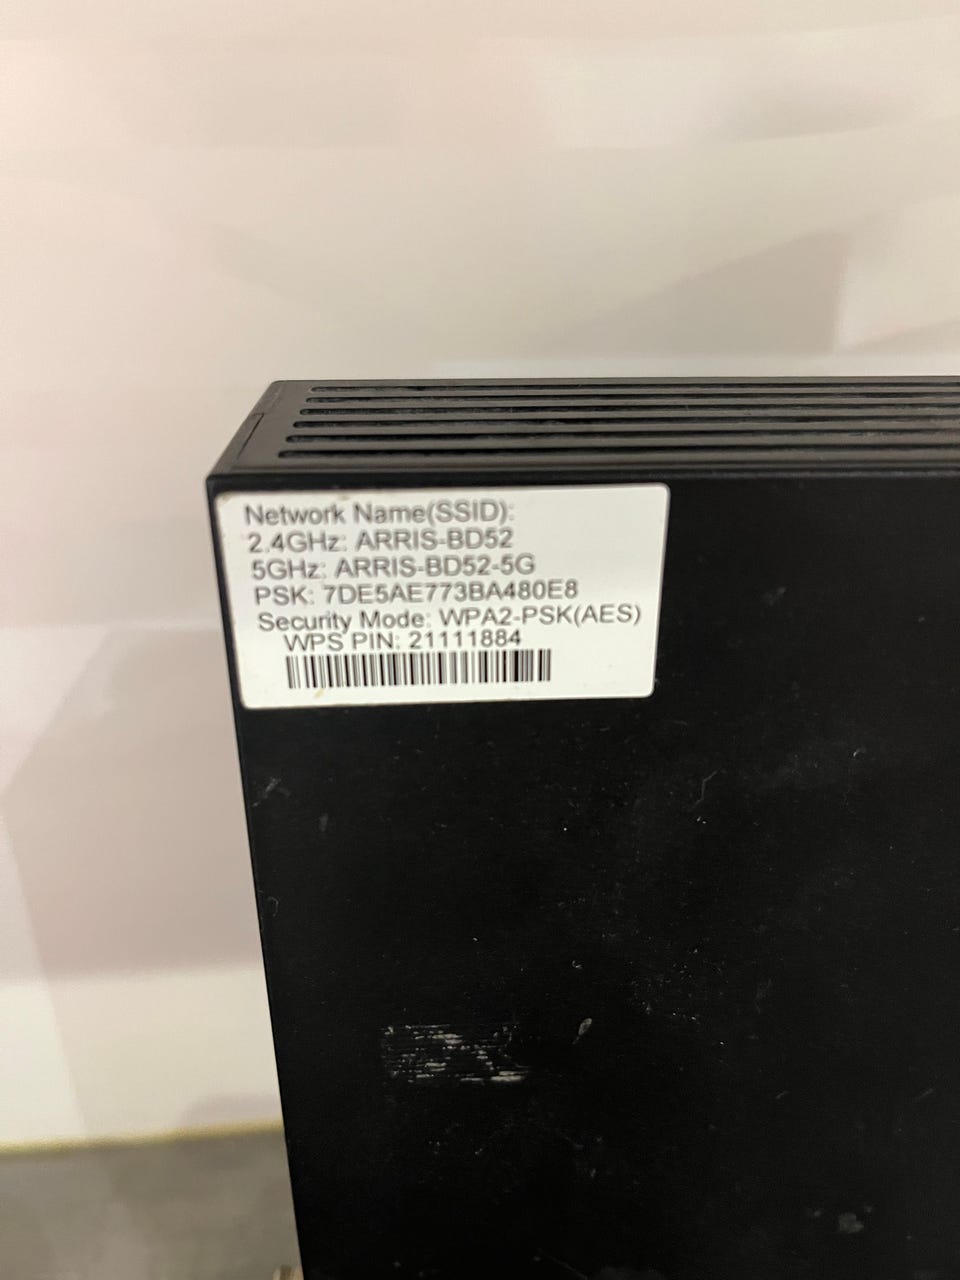 Network Name(SSID):
2.4GHz: ARRIS-BD52
5GHz: ARRIS-BD52-5G
PSK: 7DE5AE773BA480E8
Security Mode: WPA2-PSK(AES)
WPS PIN: 21111884